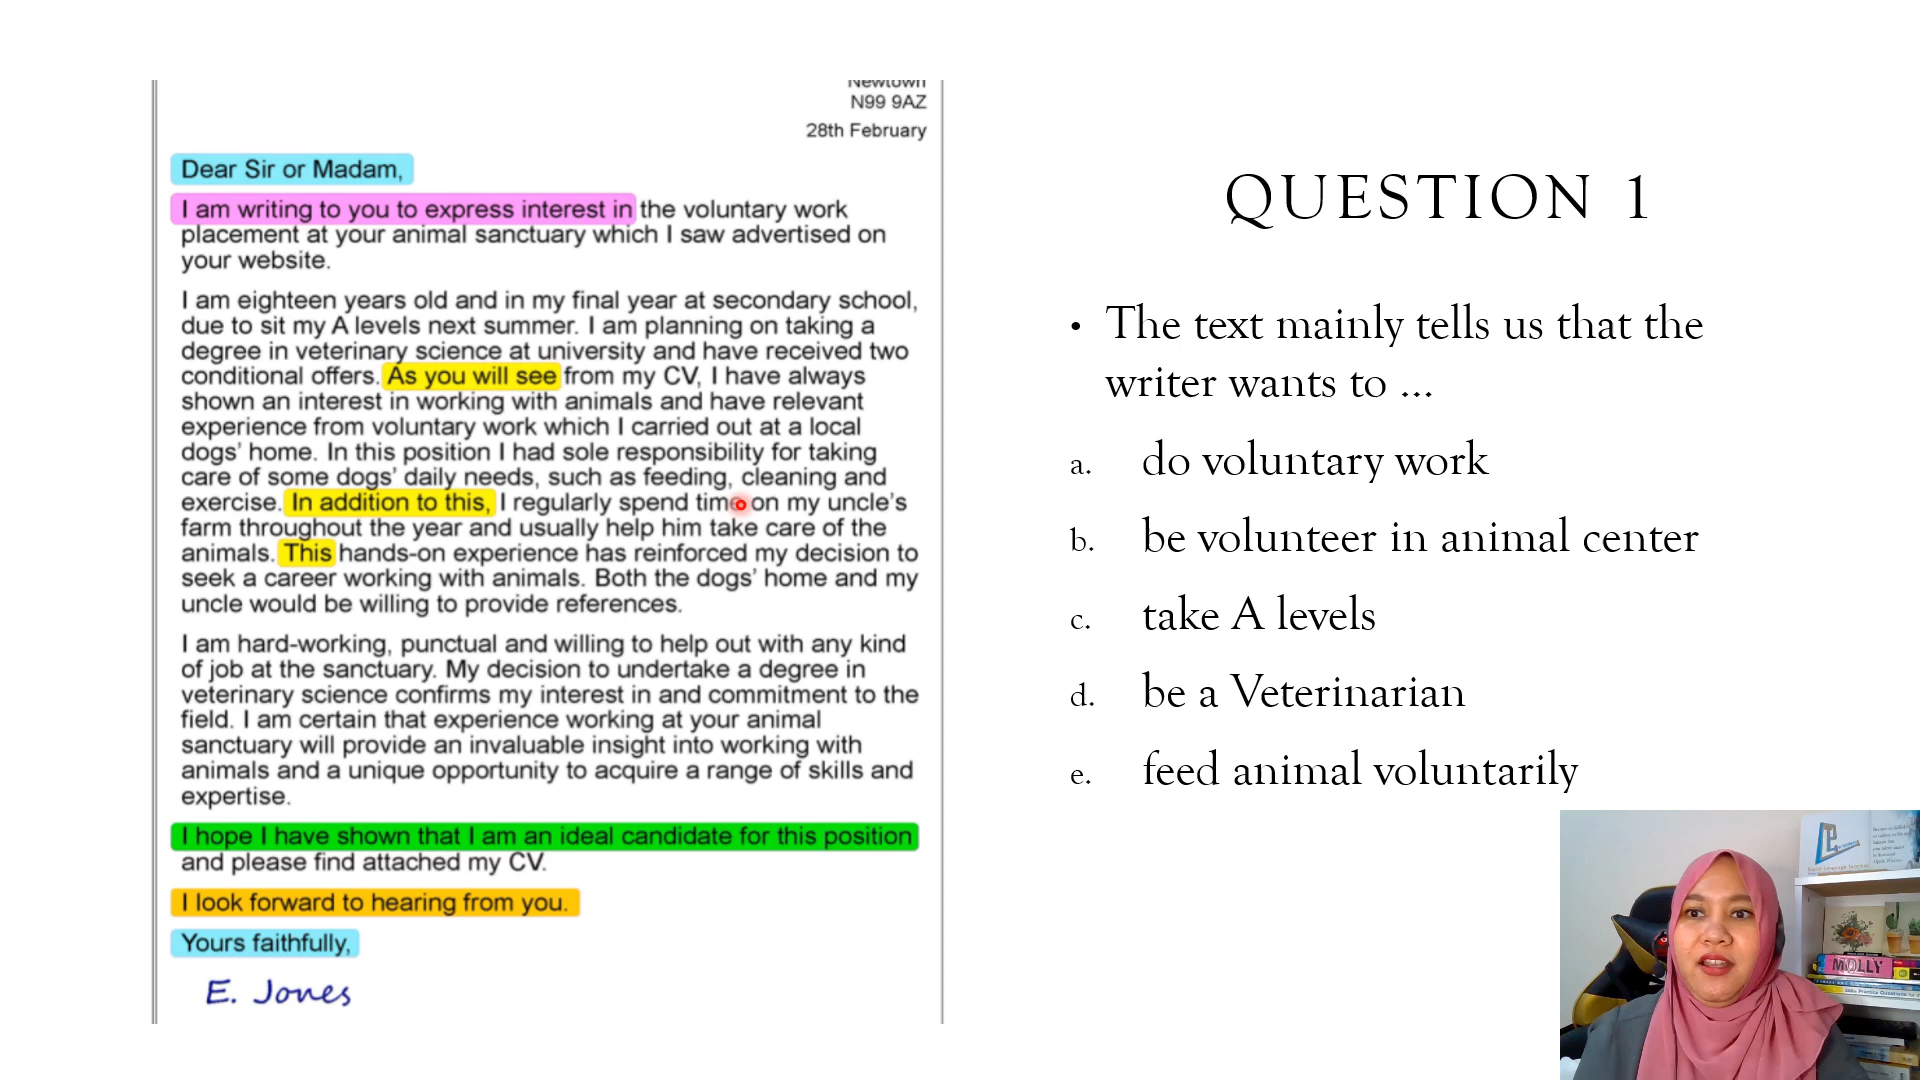 Newtown
N99 9AZ
28th February
Dear Sir or Madam,
I am writing to you to express interest in the voluntary work
placement at your animal sanctuary which I saw advertised on
your website.
I am eighteen years old and in my final year at secondary school,
due to sit my A levels next summer. I am planning on taking a
degree in veterinary science at university and have received two
conditional offers. As you will see from my CV, I have always
shown an interest in working with animals and have relevant
experience from voluntary work which I carried out at a local
dogs' home. In this position I had sole responsibility for taking
care of some dogs' daily needs, such as feeding, cleaning and
exercise. In addition to this, I regularly spend time on my uncle's
farm throughout the year and usually help him take care of the
animals. This hands-on experience has reinforced my decision to
seek a career working with animals. Both the dogs' home and my
uncle would be willing to provide references.
I am hard-working, punctual and willing to help out with any kind
of job at the sanctuary. My decision to undertake a degree in
veterinary science confirms my interest in and commitment to the
field. I am certain that experience working at your animal
sanctuary will provide an invaluable insight into working with
animals and a unique opportunity to acquire a range of skills and
expertise.
I hope I have shown that I am an ideal candidate for this position
and please find attached my CV.
I look forward to hearing from you.
Yours faithfully,
E. Jones
QUESTION 1
• The text mainly tells us that the
writer wants to ...
a. do voluntary work
b. be volunteer in animal center
c. take A levels
d. be a Veterinarian
e. feed animal voluntarily
MOLLY